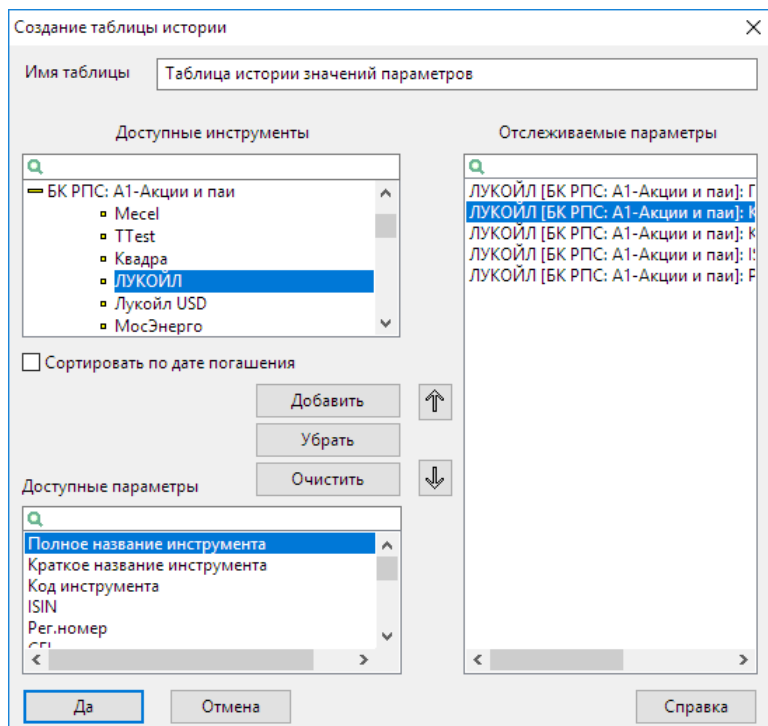 Создание таблицы истории
Имя таблицы
Таблица истории значений параметров
Доступные инструменты
БК РПС: А1-Акции и паи
Mecel
TTest
Квадра
ЛУКОЙЛ
Лукойл USD
МосЭнерго
Сортировать по дате погашения
Добавить
Убрать
Очистить
Доступные параметры
Полное название инструмента
Краткое название инструмента
Код инструмента
ISIN
Рег.номер
Отслеживаемые параметры
ЛУКОЙЛ [БК РПС: А1-Акции и паи]:
ЛУКОЙЛ [БК РПС: А1-Акции и паи]: К
ЛУКОЙЛ [БК РПС: А1-Акции и паи]: К
ЛУКОЙЛ [БК РПС: А1-Акции и паи]: IS
ЛУКОЙЛ [БК РПС: А1-Акции и паи]: Р
Да
Отмена
Справка